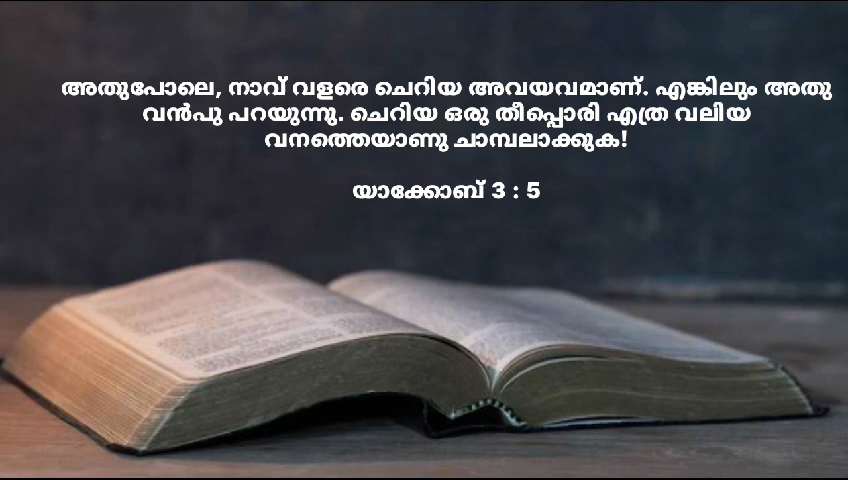 അതുപോലെ, നാവ് വളരെ ചെറിയ അവയവമാണ്. എങ്കിലും അതു
വൻപു പറയുന്നു. ചെറിയ ഒരു തീപ്പൊരി എത്ര വലിയ
വനത്തെയാണു ചാമ്പലാക്കുക!
യാക്കോബ് 3 : 5